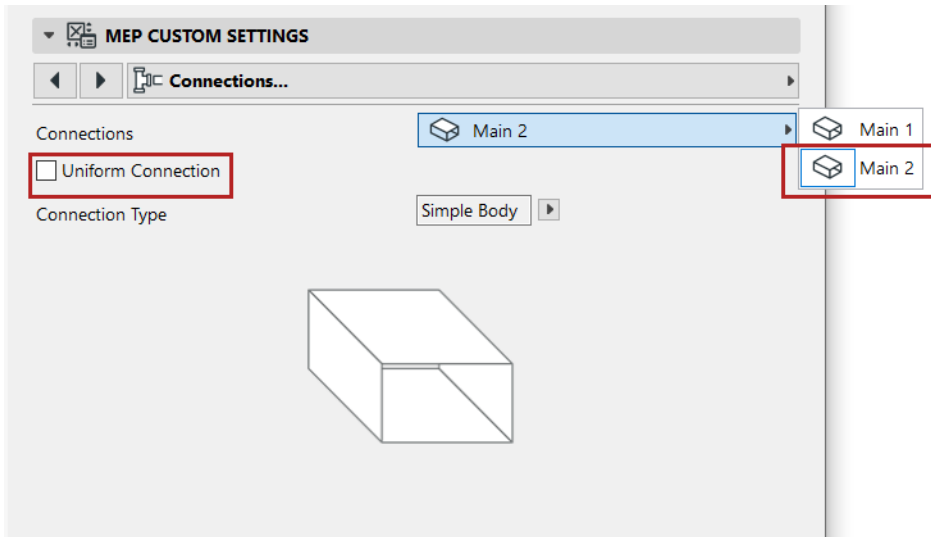 MEP CUSTOM SETTINGS
Connections...
Connections
Main 2
Main 1
Main 2
Uniform Connection
Connection Type
Simple Body